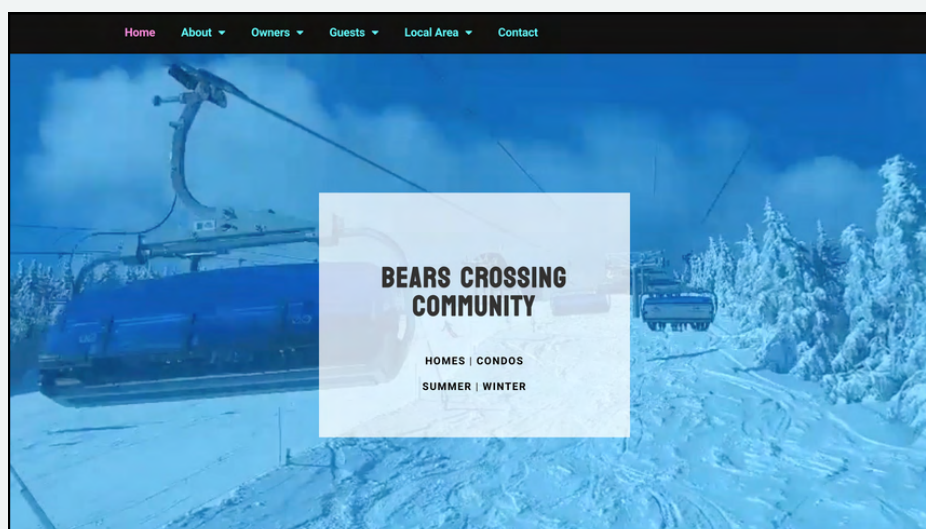 Home About Owners Guests Local Area Contact
BEARS CROSSING
COMMUNITY
HOMES | CONDOS
SUMMER | WINTER